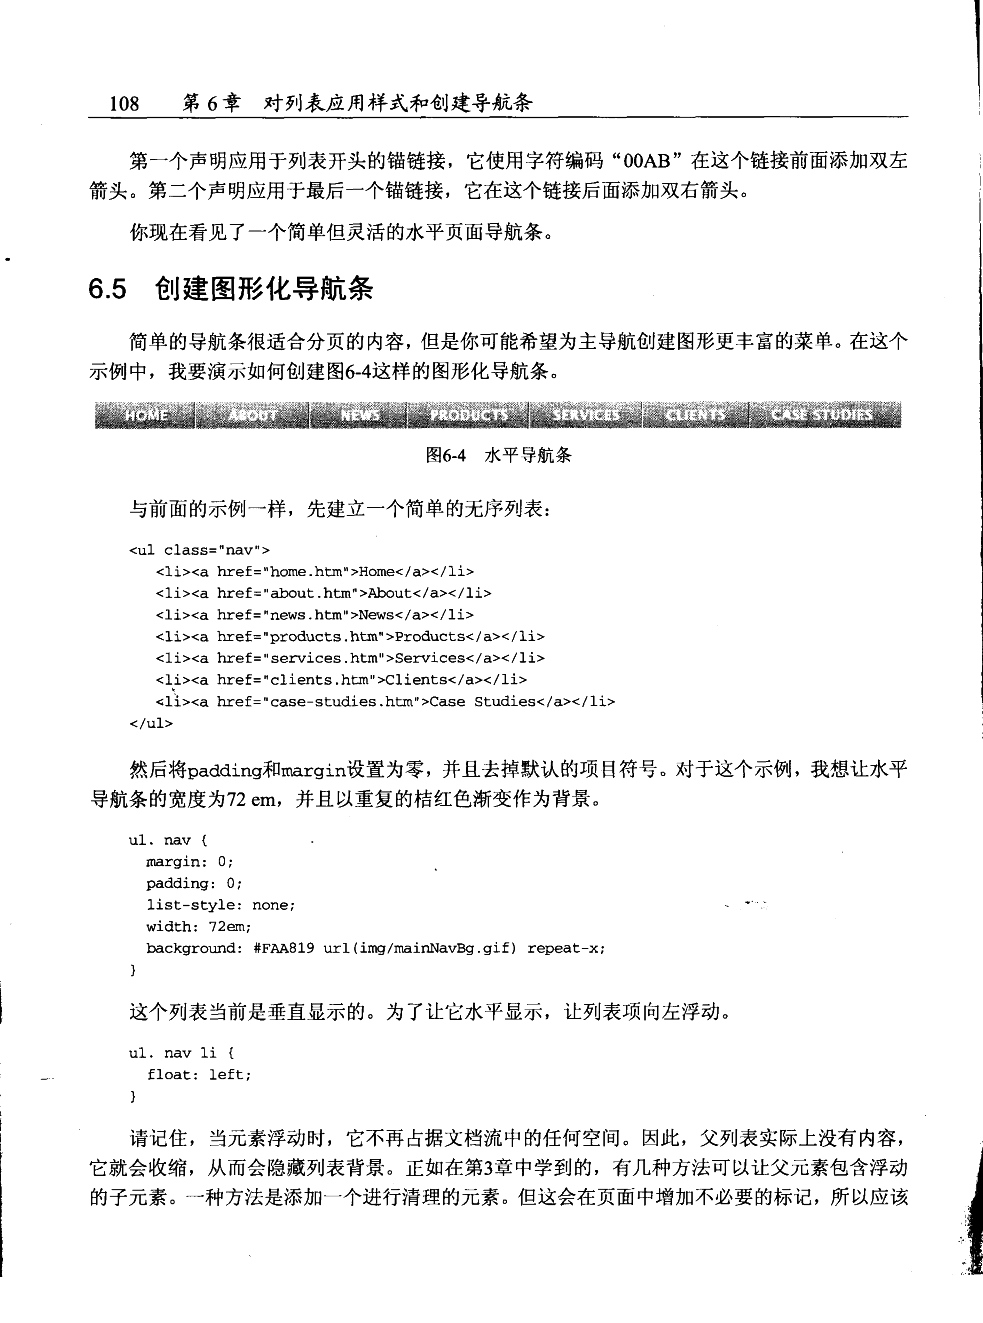 108 第 6 章 对列表应用样式和创建导航条
第一个声明应用于列表开头的锚链接，它使用字符编码“00AB”在这个链接前面添加双左
箭头。第二个声明应用于最后一个锚链接，它在这个链接后面添加双右箭头。
你现在看见了一个简单但灵活的水平页面导航条。
6.5 创建图形化导航条
简单的导航条很适合分页的内容，但是你可能希望为主导航创建图形更丰富的菜单。在这个
示例中，我要演示如何创建图6-4这样的图形化导航条。
HOME ABOUT NEWS PRODUCTS SERVICES CLIENTS CASE STUDIES
图6-4 水平导航条
与前面的示例一样，先建立一个简单的无序列表：
<ul class="nav">
<li><a href="home.htm">Home</a></li>
<li><a href="about.htm">About</a></li>
<li><a href="news.htm">News</a></li>
<li><a href="products.htm">Products</a></li>
<li><a href="services.htm">Services</a></li>
<li><a href="clients.htm">Clients</a></li>
<li><a href="case-studies.htm">Case Studies</a></li>
</ul>
然后将padding和margin设置为零，并且去掉默认的项目符号。对于这个示例，我想让水平
导航条的宽度为72 em，并且以重复的桔红色渐变作为背景。
ul. nav {
margin: 0;
padding: 0;
list-style: none;
width: 72em;
background: #FAA819 url(img/mainNavBg.gif) repeat-x;
}
这个列表当前是垂直显示的。为了让它水平显示，让列表项向左浮动。
ul. nav li {
float: left;
}
请记住，当元素浮动时，它不再占据文档流中的任何空间。因此，父列表实际上没有内容，
它就会收缩，从而会隐藏列表背景。正如在第3章中学到的，有几种方法可以让父元素包含浮动
的子元素。一种方法是添加一个进行清理的元素。但这会在页面中增加不必要的标记，所以应该